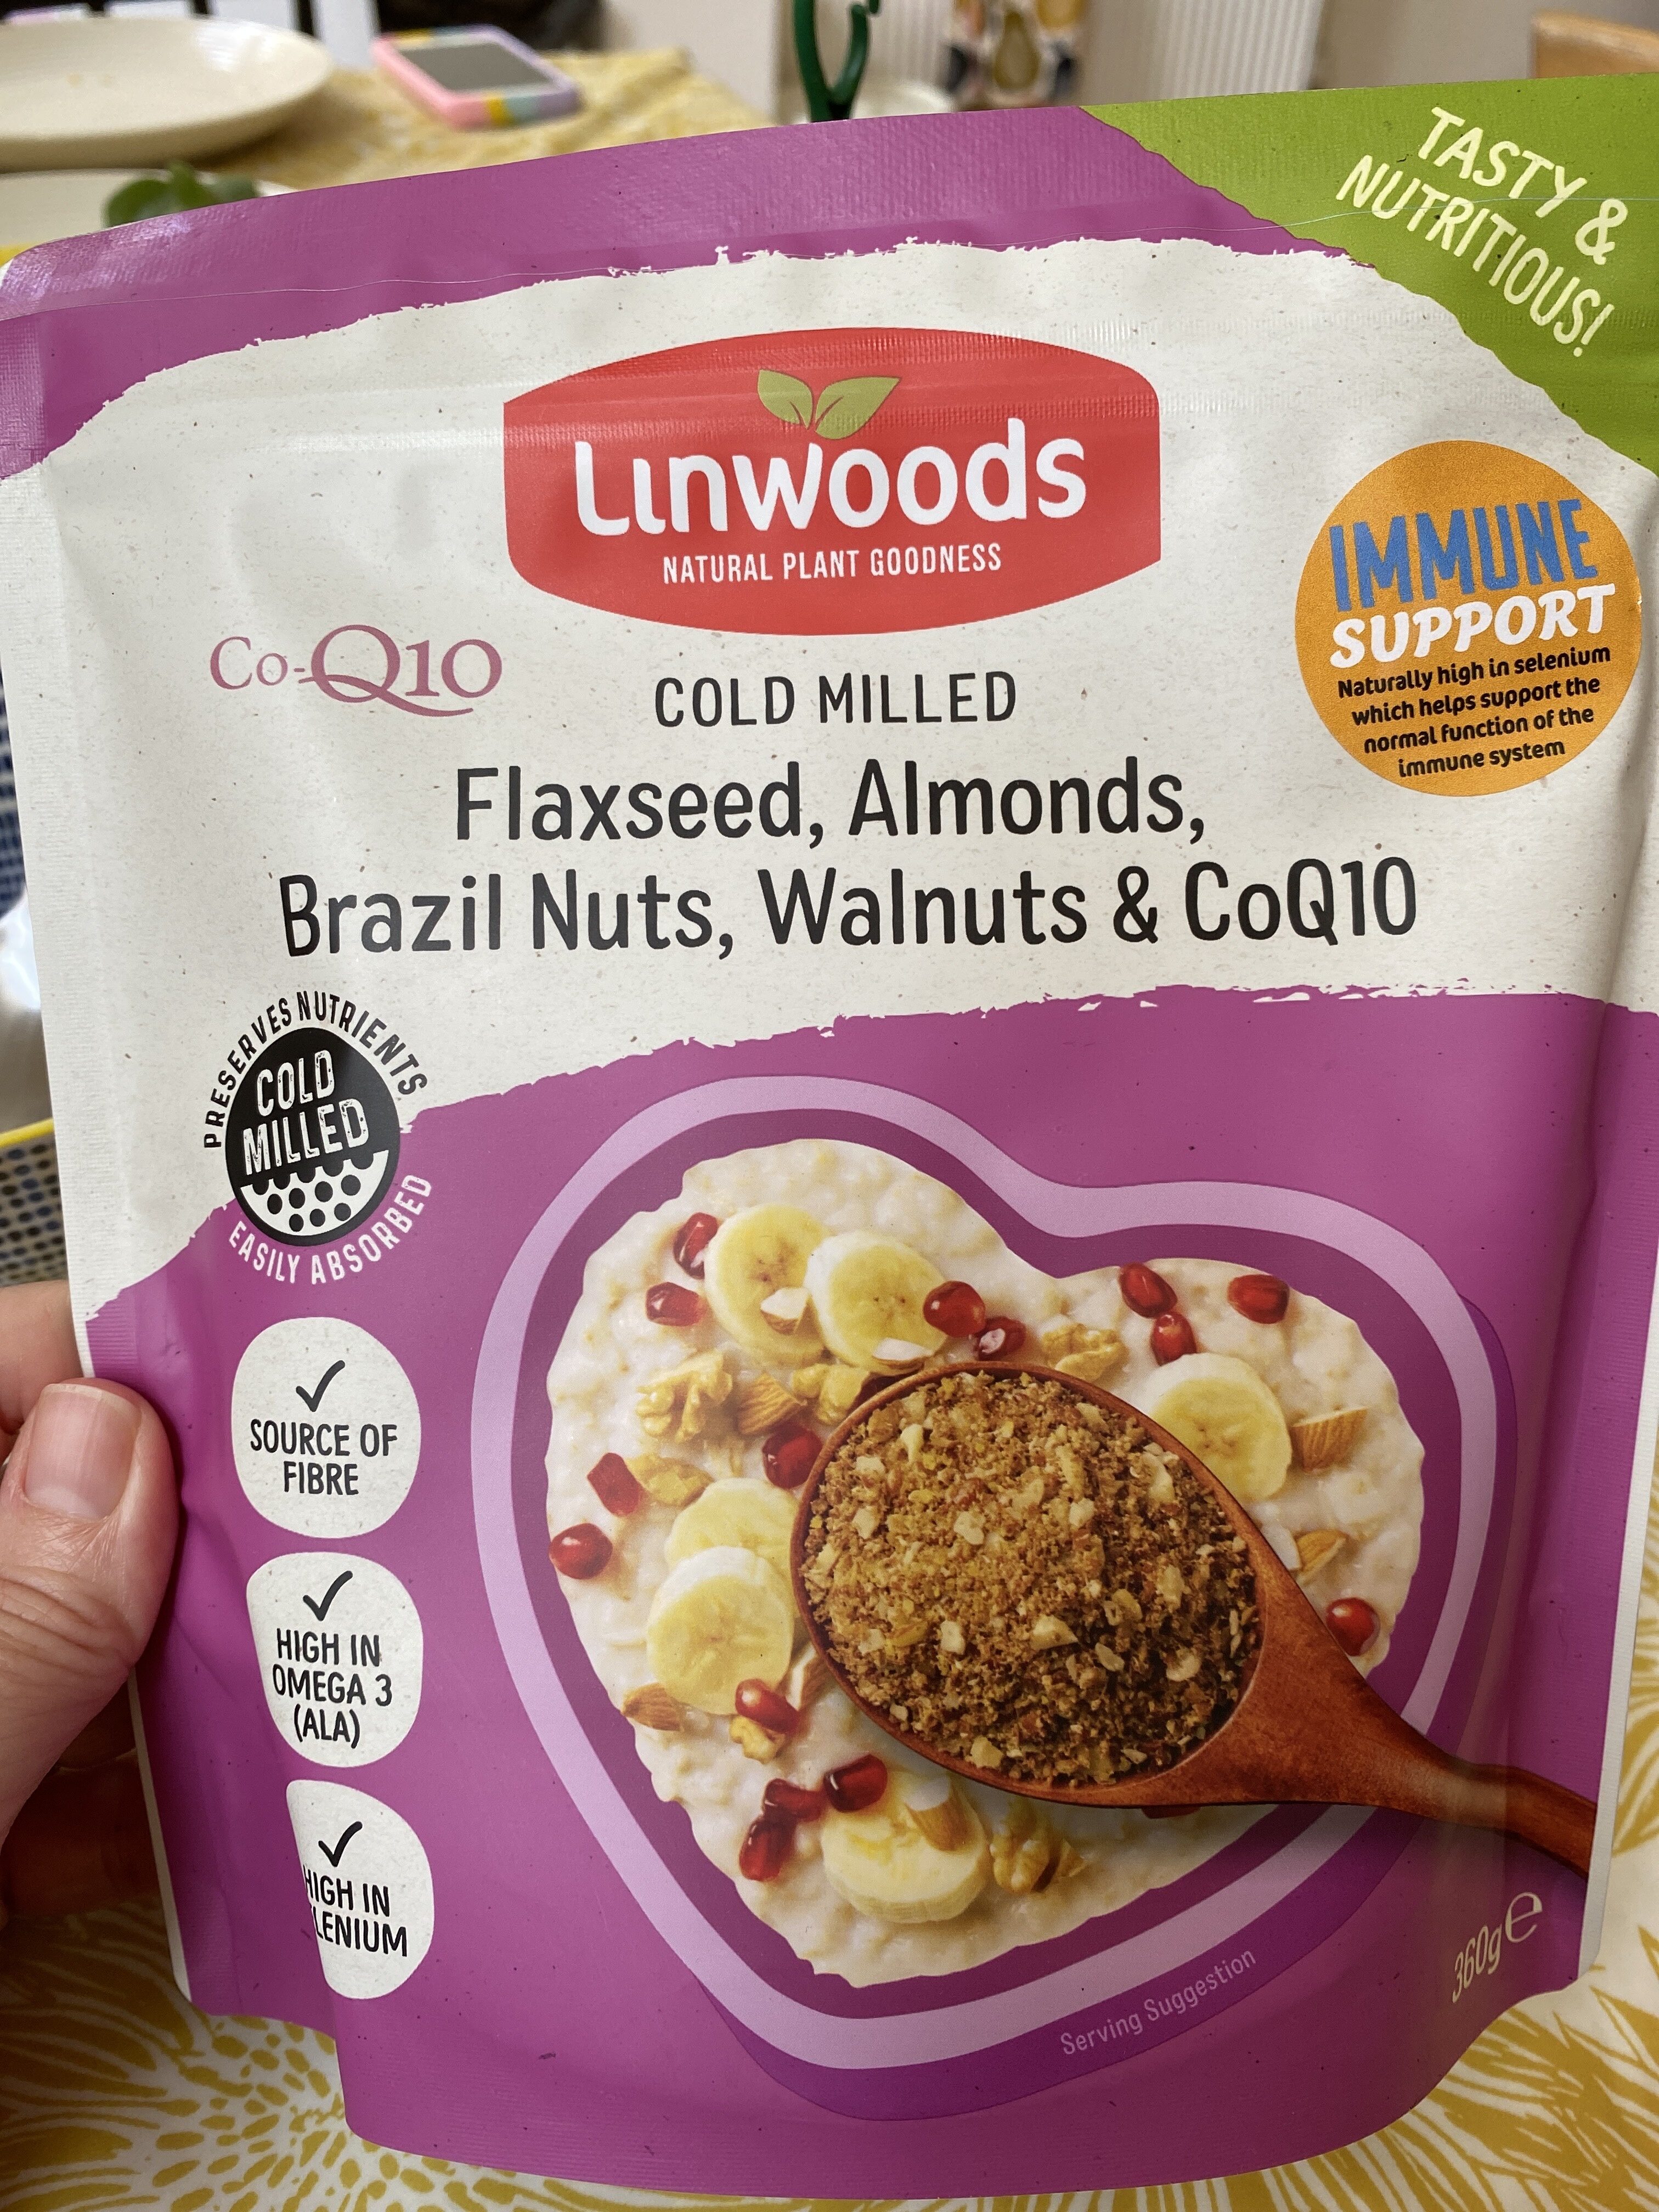 TASTY &
NUTRITIOUS!
Linwoods
NATURAL PLANT GOODNESS
IMMUNE
SUPPORT
Naturally high in selenium
which helps support the
normal function of the
immune system
Co-Q10
COLD MILLED
Flaxseed, Almonds,
Brazil Nuts, Walnuts & CoQ10
PRESERVES NUTRIENTS
COLD
MILLED
EASILY ABSORBED
SOURCE OF
FIBRE
HIGH IN
OMEGA 3
(ALA)
HIGH IN
LENIUM
Serving Suggestion
360g e